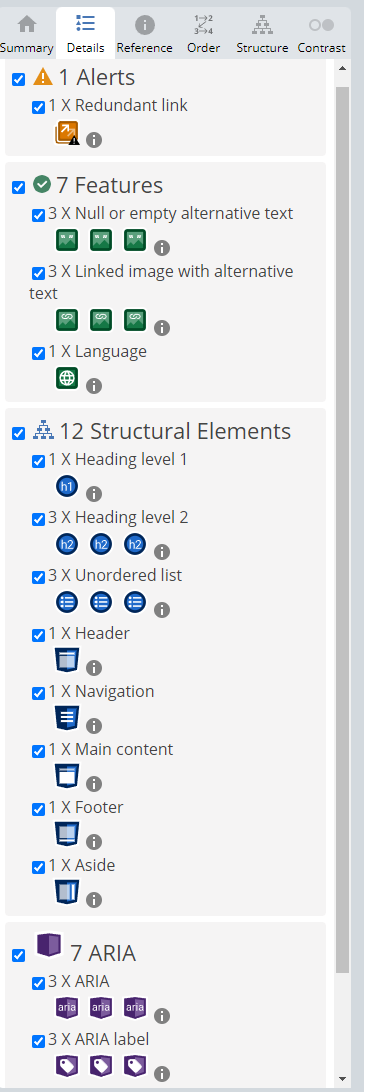 Summary Details Reference Order Structure Contrast
1 Alerts
1 X Redundant link
7 Features
3 X Null or empty alternative text
3 X Linked image with alternative
text
1 X Language
12 Structural Elements
1 X Heading level 1
h1
3 X Heading level 2
h2 h2 h2
3 X Unordered list
1 X Header
1 X Navigation
1 X Main content
1 X Footer
1 X Aside
7 ARIA
3 X ARIA
aria aria aria
3 X ARIA label